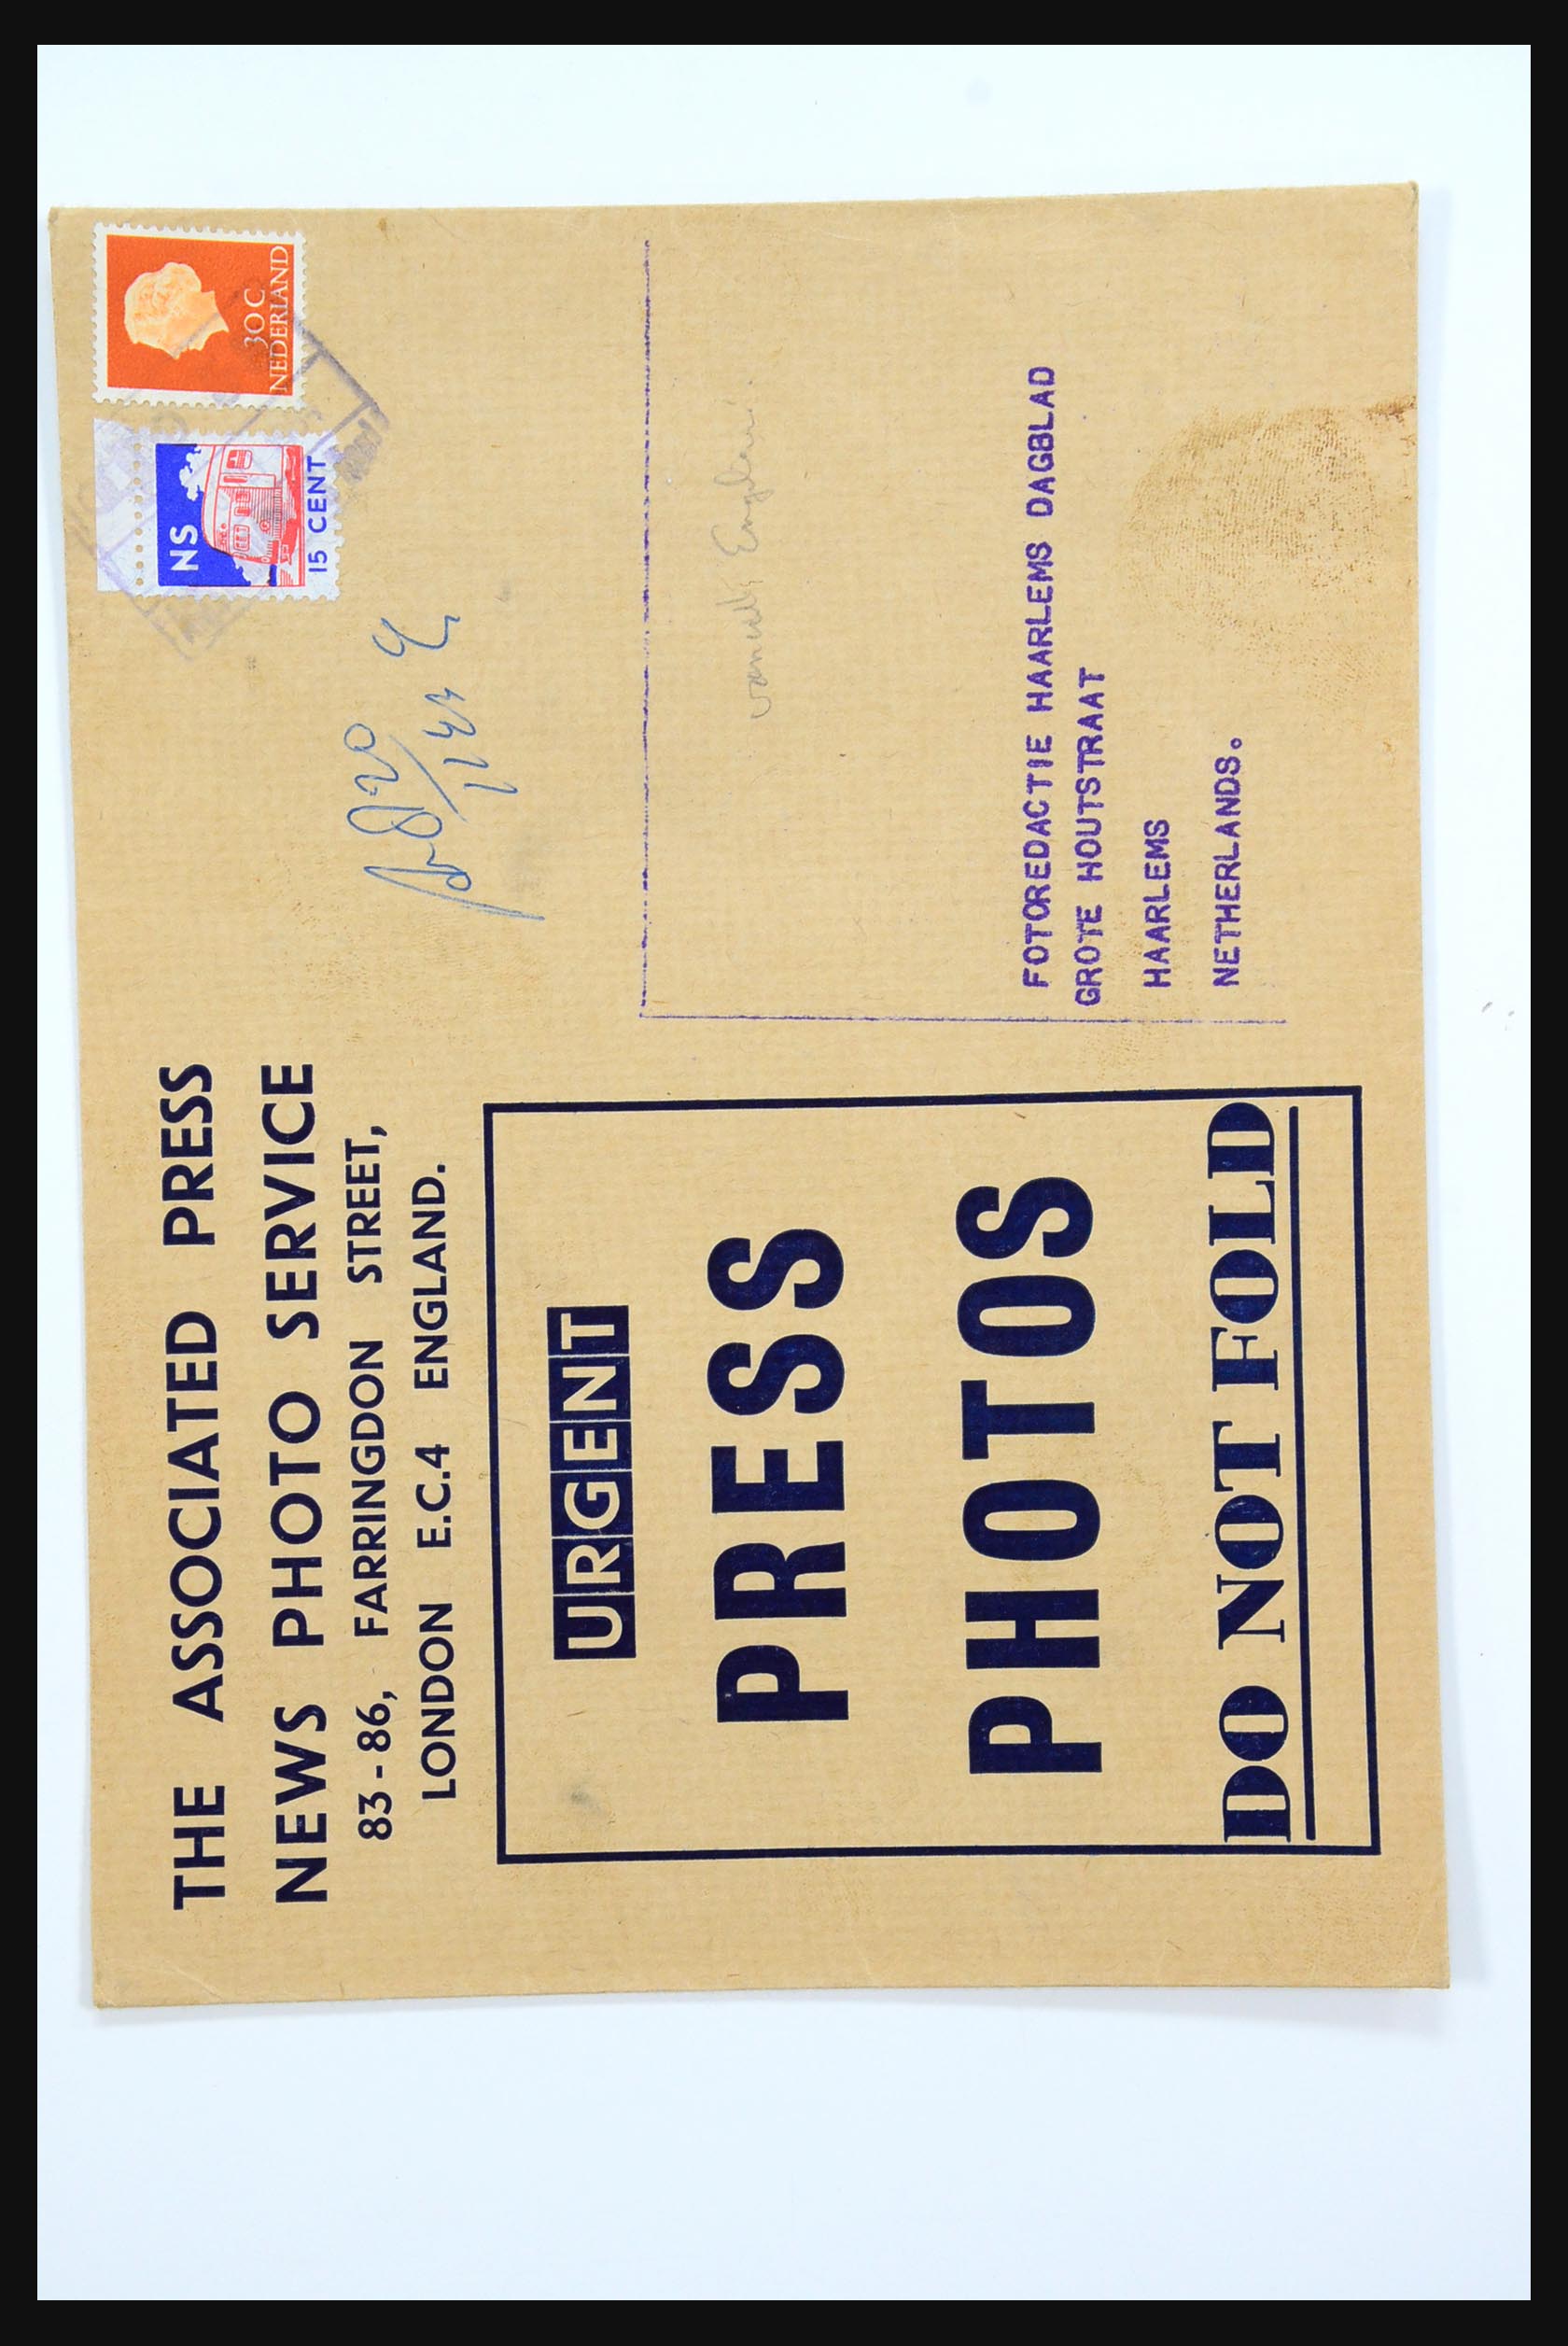 THE ASSOCIATED PRESS
NEWS PHOTO SERVICE
83-86, FARRINGDON STREET,
LONDON E.C.4 ENGLAND.
30 C
NEDERLAND
NS
15 CENT
URGENT
PRESS
PHOTOS
DO NOT FOLD
FOTOREDACTIE HAARLEMS DAGBLAD
GROTE HOUTSTRAAT
HAARLEMS
NETHERLANDS.